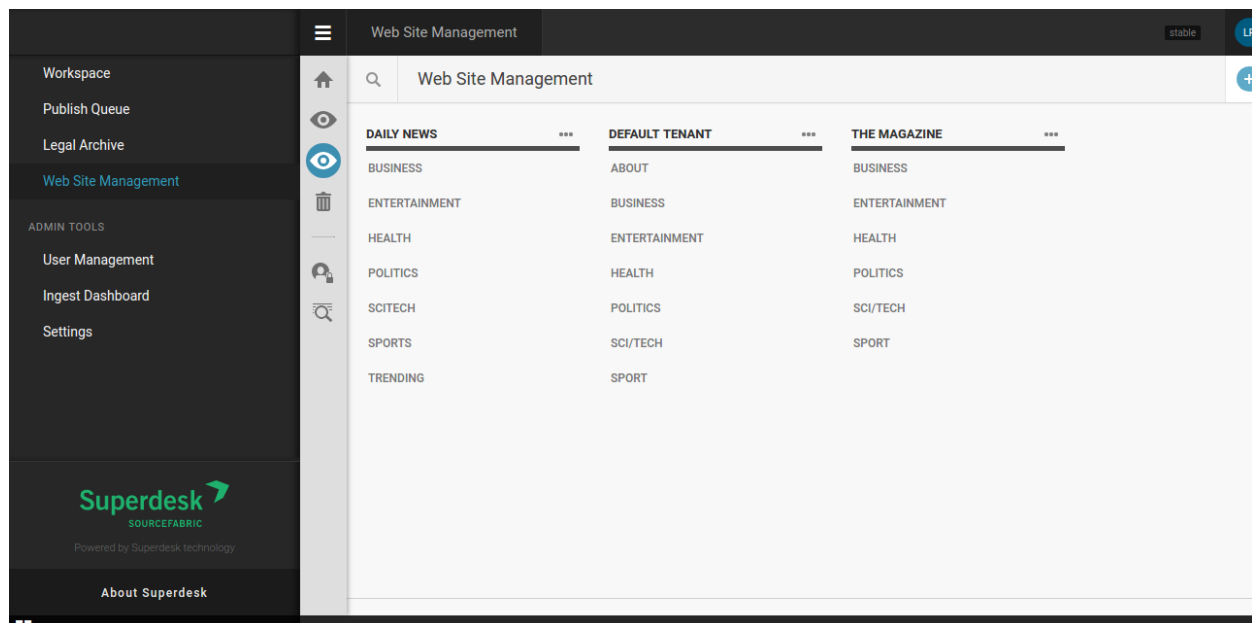 Web Site Management
stable
LP
Workspace
Publish Queue
Legal Archive
Web Site Management
ADMIN TOOLS
User Management
Ingest Dashboard
Settings
Superdesk
SOURCEFABRIC
Powered by Superdesk technology
About Superdesk
Web Site Management
DAILY NEWS
BUSINESS
ENTERTAINMENT
HEALTH
POLITICS
SCITECH
SPORTS
TRENDING
DEFAULT TENANT
ABOUT
BUSINESS
ENTERTAINMENT
HEALTH
POLITICS
SCI/TECH
SPORT
THE MAGAZINE
BUSINESS
ENTERTAINMENT
HEALTH
POLITICS
SCI/TECH
SPORT